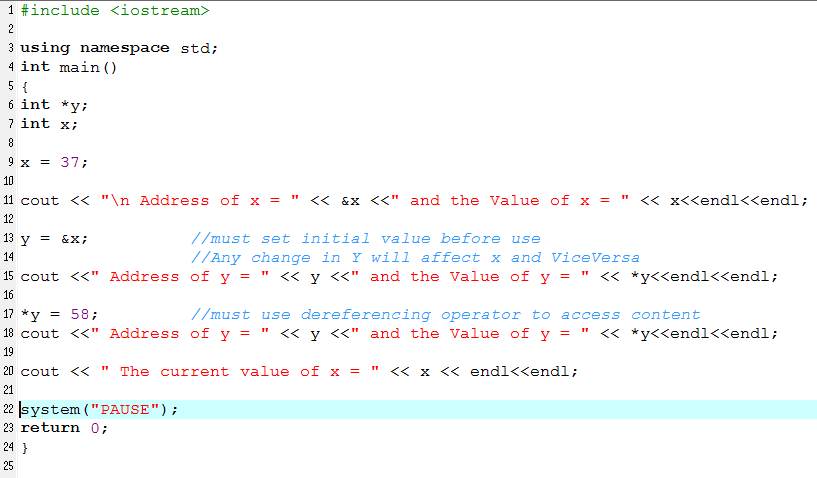 1 #include <iostream>
2
3 using namespace std;
4 int main()
5 {
6 int *y;
7 int x;
8
9 x = 37;
10
11 cout << "\n Address of x = " << &x <<" and the Value of x = " << x<<endl<<endl;
12
13 y = &x; //must set initial value before use
14 //Any change in Y will affect x and ViceVersa
15 cout <<" Address of y = " << y <<" and the Value of y = " << *y<<endl<<endl;
16
17 *y = 58; //must use dereferencing operator to access content
18 cout <<" Address of y = " << y <<" and the Value of y = " << *y<<endl<<endl;
19
20 cout << " The current value of x = " << x << endl<<endl;
21
22 system("PAUSE");
23 return 0;
24 }
25